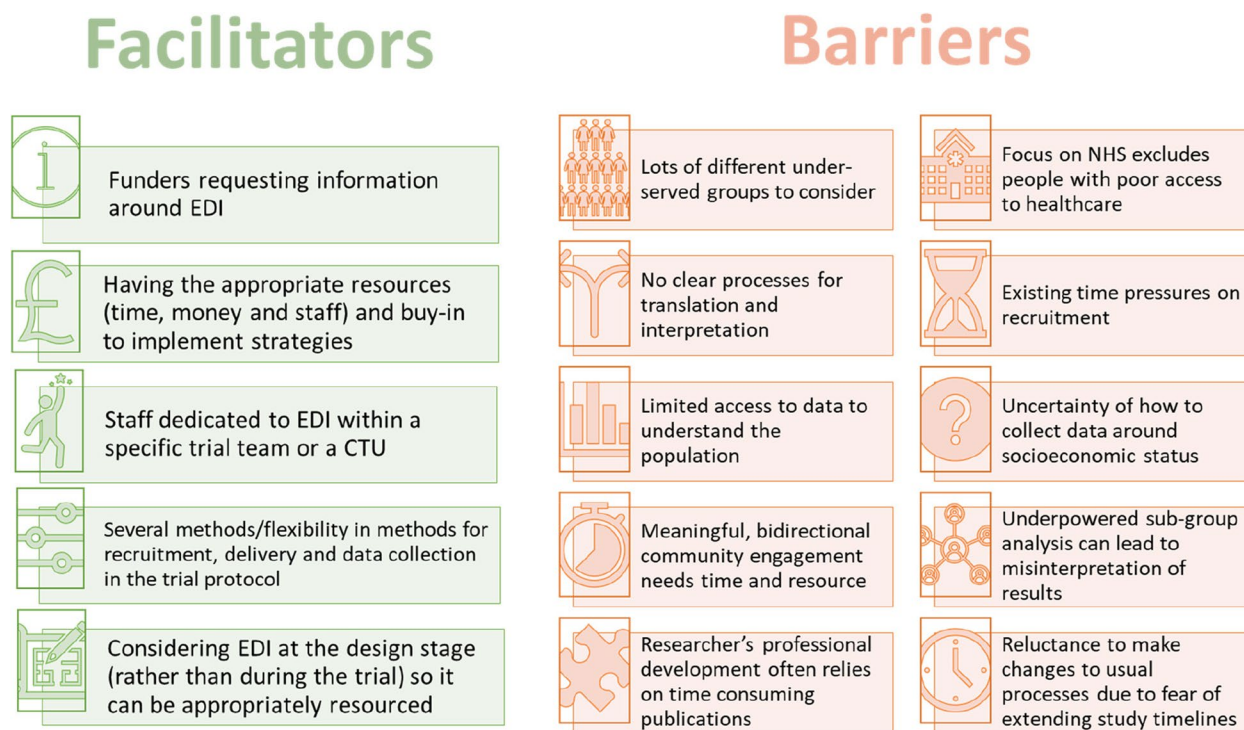 Facilitators
Funders requesting information
around EDI
Having the appropriate resources
(time, money and staff) and buy-in
to implement strategies
Staff dedicated to EDI within a
specific trial team or a CTU
Several methods/flexibility in methods for
recruitment, delivery and data collection
in the trial protocol
Considering EDI at the design stage
(rather than during the trial) so it
can be appropriately resourced
Barriers
Lots of different under-
served groups to consider
No clear processes for
translation and
interpretation
Limited access to data to
understand the
population
Meaningful, bidirectional
community engagement
needs time and resource
Researcher's professional
development often relies
on time consuming
publications
Focus on NHS excludes
people with poor access
to healthcare
Existing time pressures on
recruitment
Uncertainty of how to
collect data around
socioeconomic status
Underpowered sub-group
analysis can lead to
misinterpretation of
results
Reluctance to make
changes to usual
processes due to fear of
extending study timelines